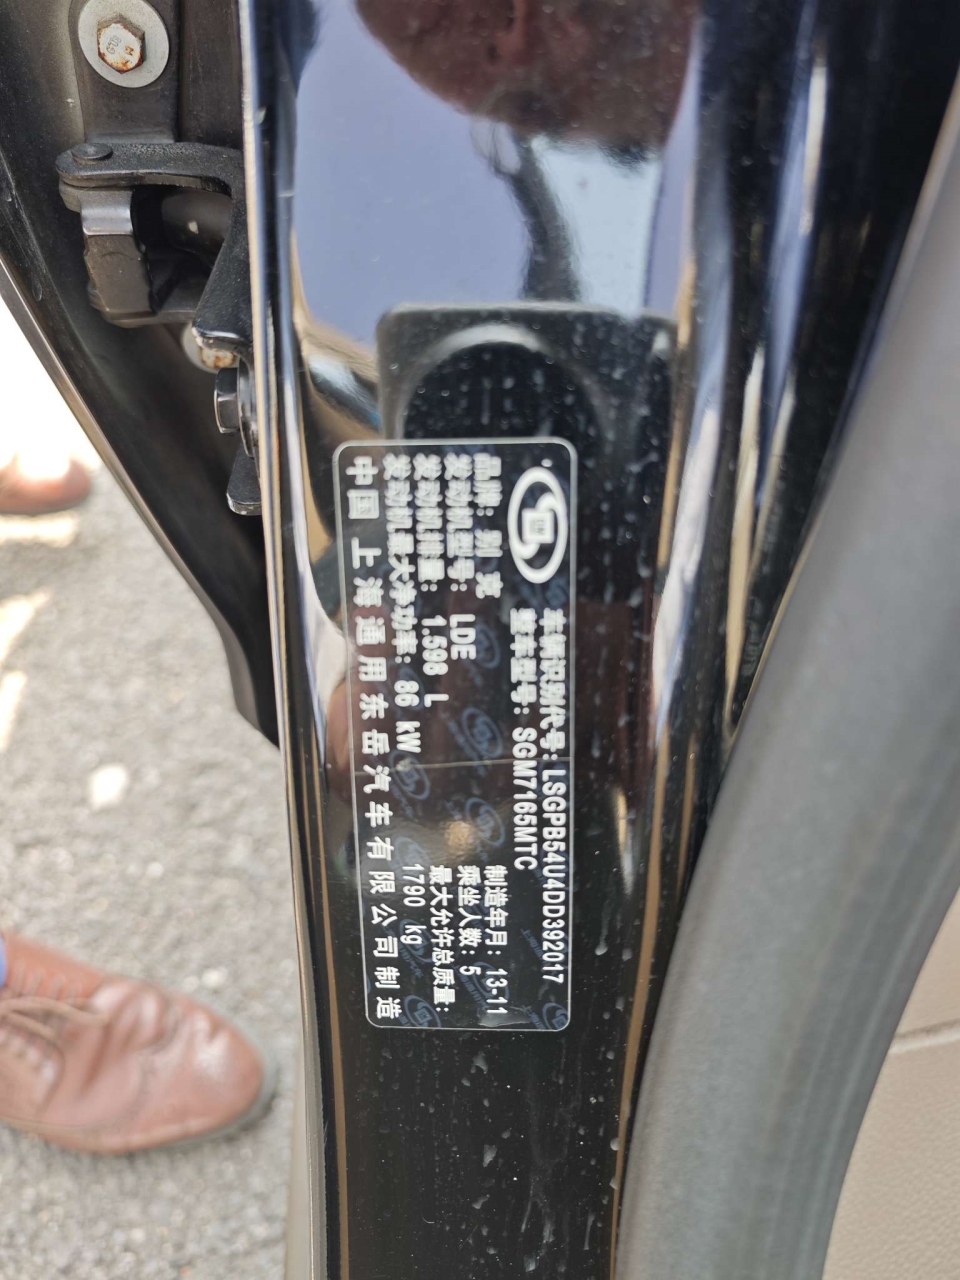 车辆识别代号: LSGPB54U4DD392017
整车型号: SGM7165MTC
品牌: 别克
制造年月: 13-11
发动机型号: LDE
乘坐人数: 5
发动机排量: 1.598 L
最大允许总质量:
发动机最大净功率: 86 kW
1790 kg
中国 上海通用东岳汽车有限公司制造